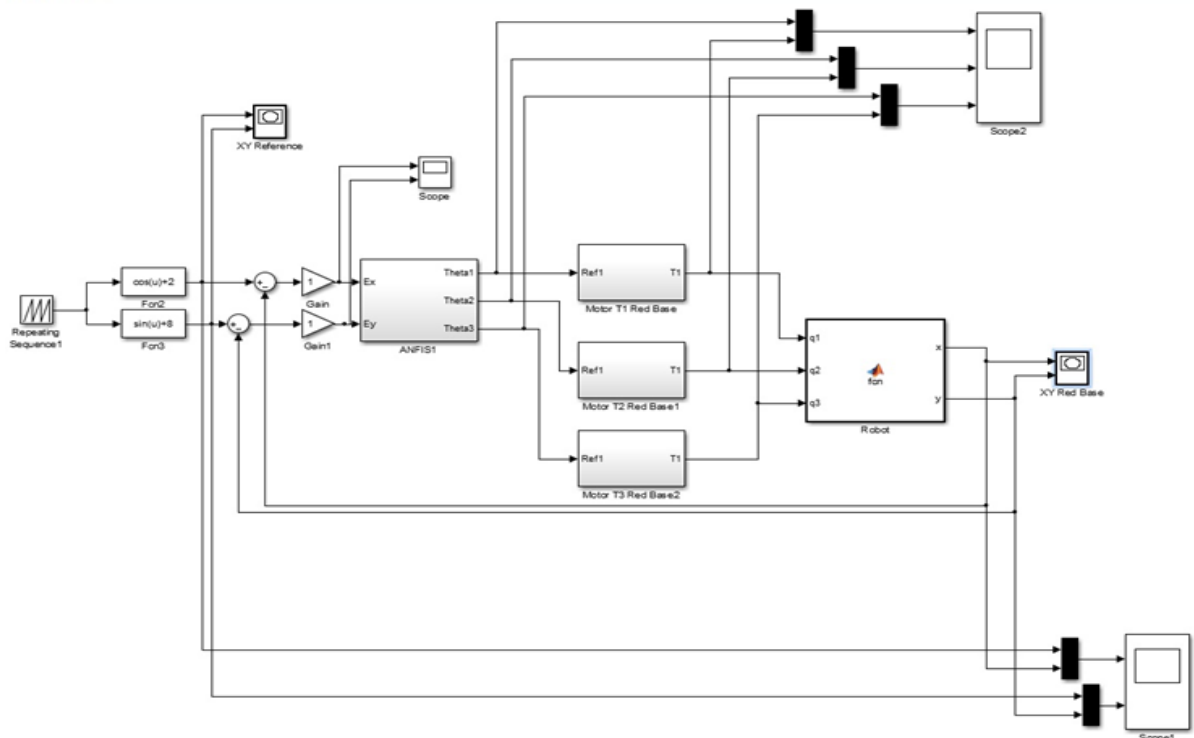 Scope2
XY Reference
Scope
cos(u)+2
Fcn2
sin(u)+8
Fcn3
Repeating
Sequence1
+_
+_
1
Gain
1
Gain1
Ex
Ey
Theta1
Theta2
Theta3
ANFIS1
Ref1
T1
Motor T1 Red Base
Ref1
T1
Motor T2 Red Base1
Ref1
T1
Motor T3 Red Base2
q1
q2
q3
fcn
x
y
Robot
XY Red Base
Scope1